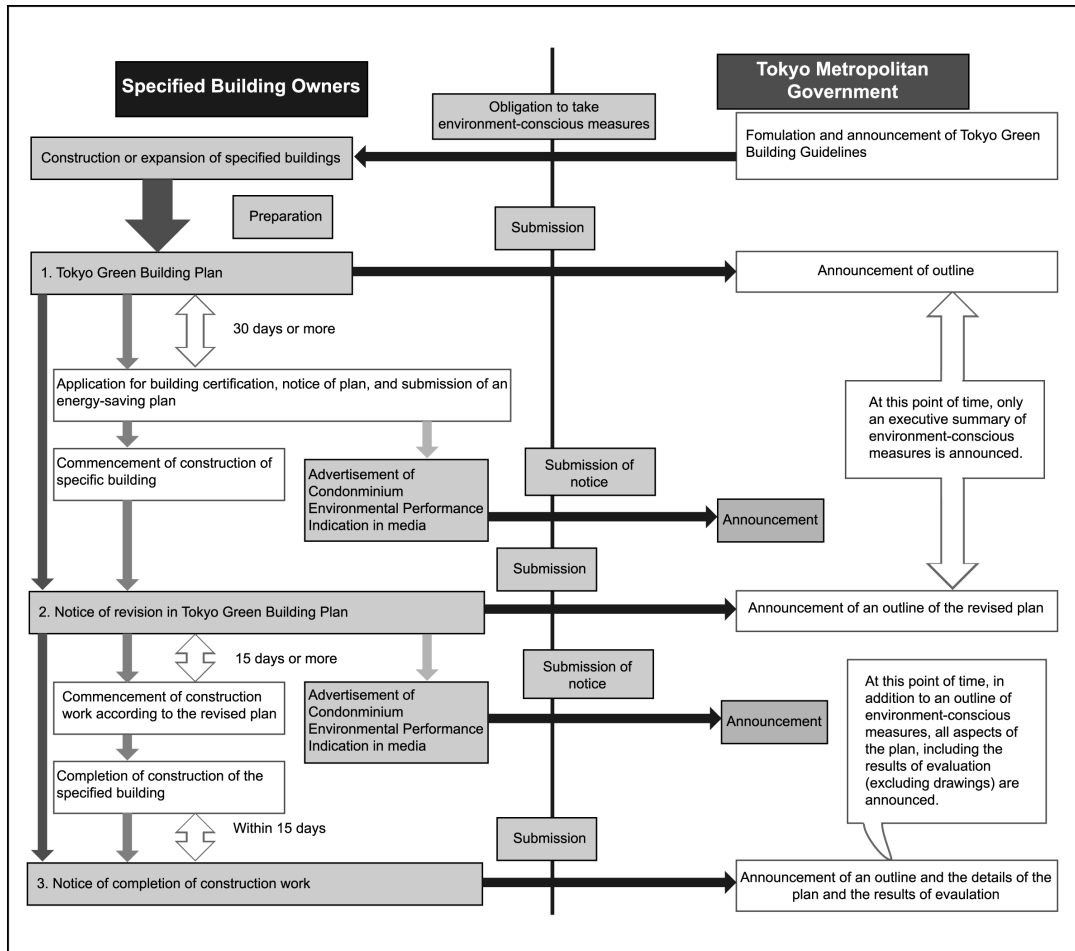 Specified Building Owners
Tokyo Metropolitan
Government
Obligation to take
environment-conscious measures
Fomulation and announcement of Tokyo Green
Building Guidelines
Construction or expansion of specified buildings
Preparation
Submission
1. Tokyo Green Building Plan
Announcement of outline
30 days or more
Application for building certification, notice of plan, and submission of an
energy-saving plan
At this point of time, only
an executive summary of
environment-conscious
measures is announced.
Commencement of construction of
specific building
Advertisement of
Condonminium
Environmental Performance
Indication in media
Submission of
notice
Announcement
Submission
2. Notice of revision in Tokyo Green Building Plan
Announcement of an outline of the revised plan
15 days or more
Commencement of construction
work according to the revised plan
Advertisement of
Condonminium
Environmental Performance
Indication in media
Submission of
notice
Announcement
At this point of time, in
addition to an outline of
environment-conscious
measures, all aspects of
the plan, including the
results of evaluation
(excluding drawings) are
announced.
Completion of construction of the
specified building
Within 15 days
Submission
3. Notice of completion of construction work
Announcement of an outline and the details of the
plan and the results of evaulation